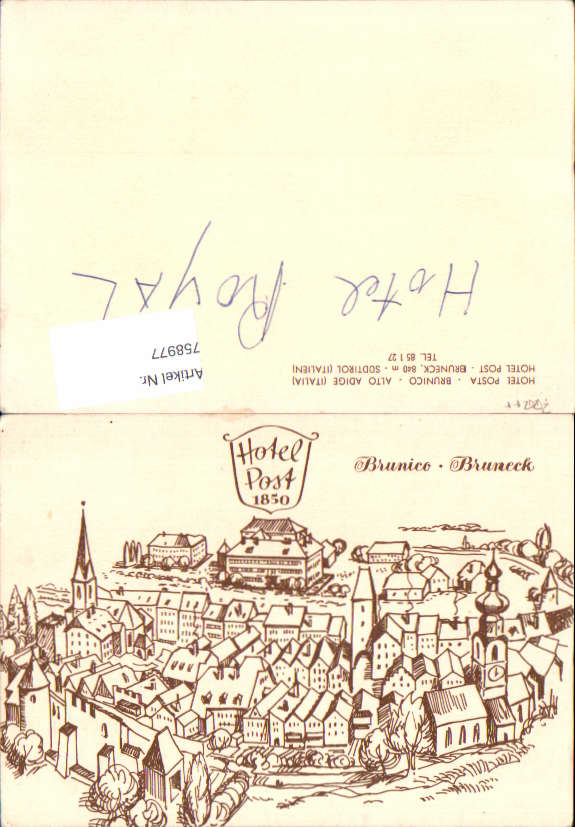 Hotel ROYAL
HOTEL POSTA · BRUNICO · ALTO ADIGE (ITALIA)
HOTEL POST · BRUNECK, 840 m · SÜDTIROL (ITALIEN)
TEL. 85 1 27
Artikel Nr.
758977
Hotel
Post
1850
Brunico · Bruneck